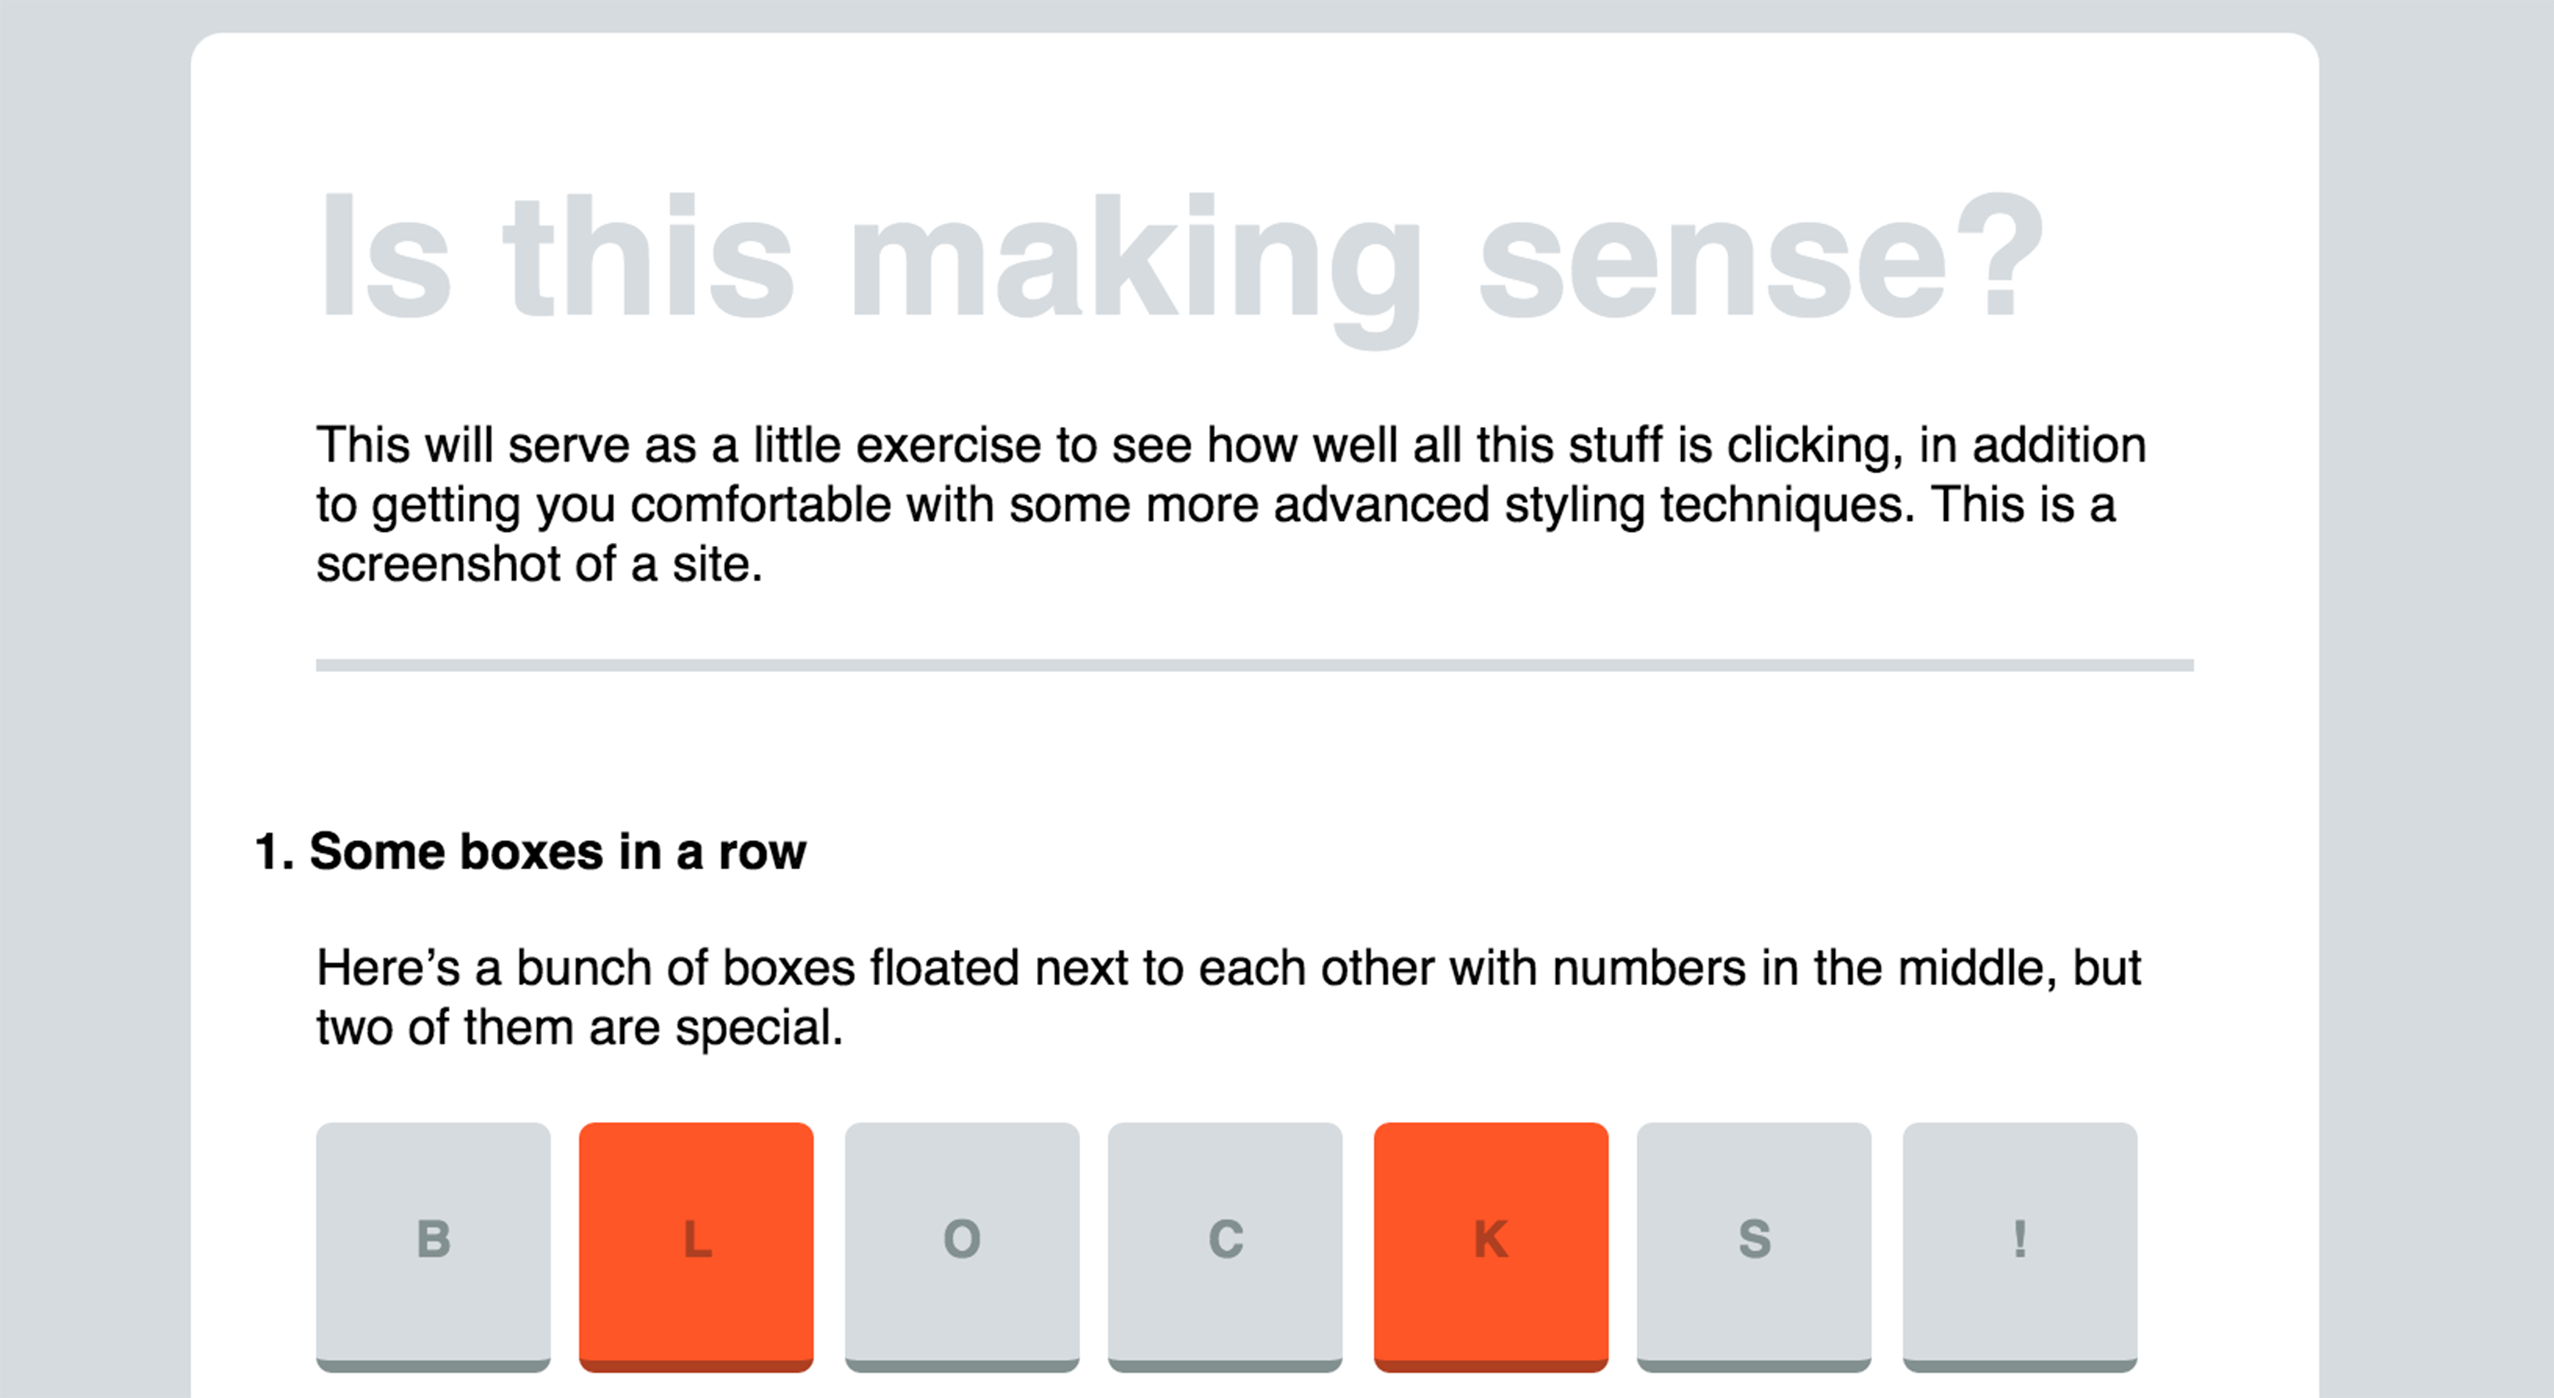 Is this making sense?
This will serve as a little exercise to see how well all this stuff is clicking, in addition
to getting you comfortable with some more advanced styling techniques. This is a
screenshot of a site.
1. Some boxes in a row
Here’s a bunch of boxes floated next to each other with numbers in the middle, but
two of them are special.
B L O C K S !